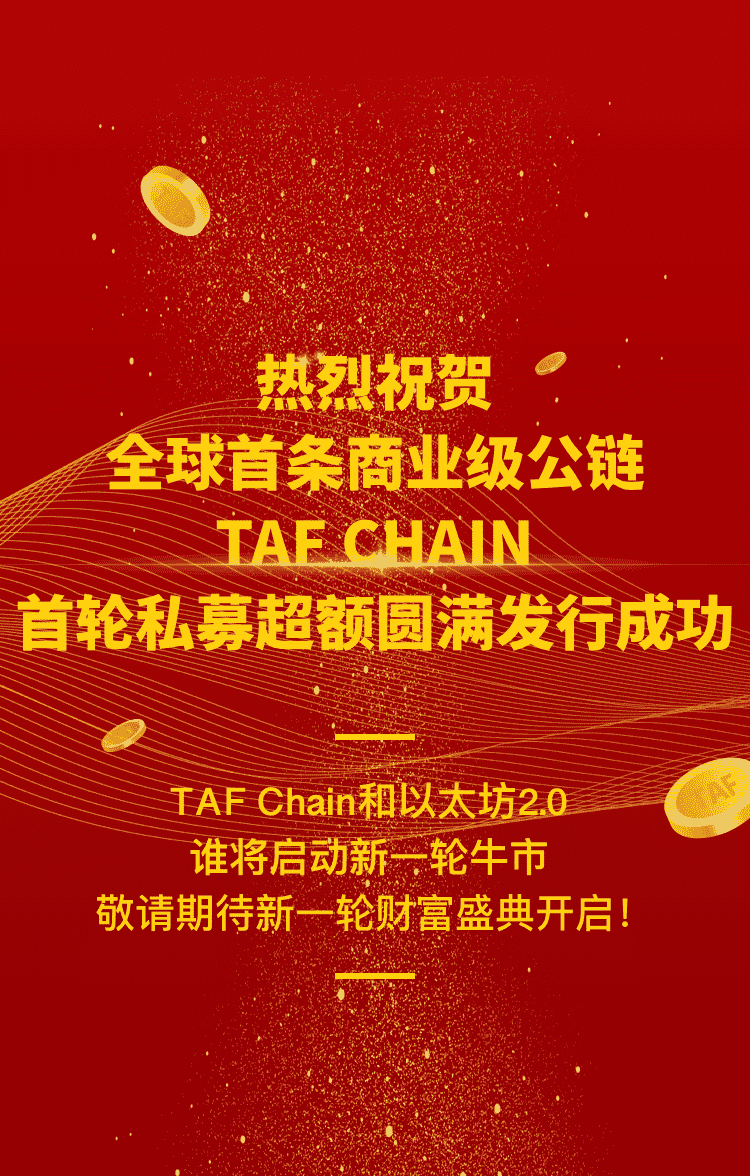 热烈祝贺
全球首条商业级公链
TAF CHAIN
首轮私募超额圆满发行成功
TAF Chain和以太坊2.0
谁将启动新一轮牛市
敬请期待新一轮财富盛典开启！
AF